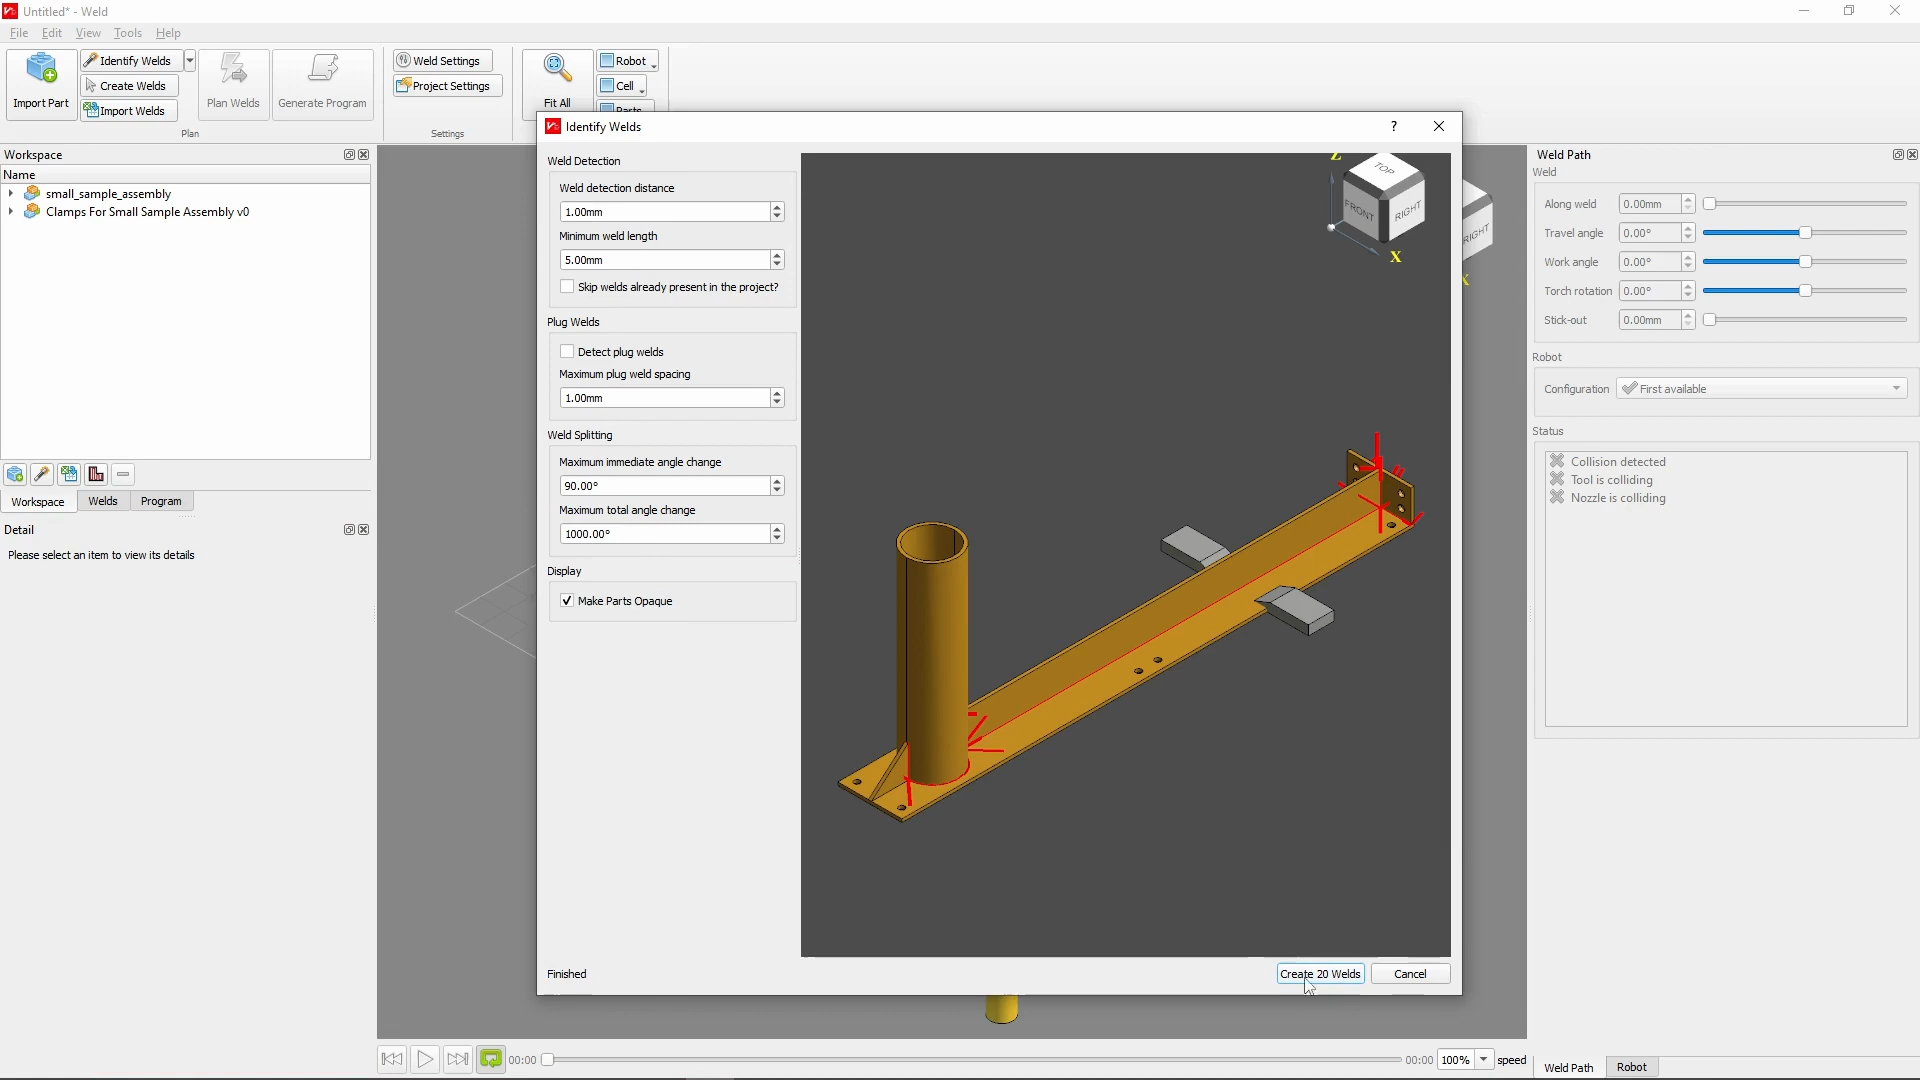 Untitled* - Weld
File Edit View Tools Help
Import Part
Identify Welds
Create Welds
Import Welds
Plan Welds
Generate Program
Plan
Weld Settings
Project Settings
Settings
Fit All
Robot
Cell
Parts
Workspace
Name
small_sample_assembly
Clamps For Small Sample Assembly v0
Workspace Welds Program
Detail
Please select an item to view its details
Identify Welds
?
Weld Detection
Weld detection distance
1.00mm
Minimum weld length
5.00mm
Skip welds already present in the project?
Plug Welds
Detect plug welds
Maximum plug weld spacing
1.00mm
Weld Splitting
Maximum immediate angle change
90.00°
Maximum total angle change
1000.00°
Display
Make Parts Opaque
Finished
Create 20 Welds
Cancel
Z
TOP
FRONT
RIGHT
X
RIGHT
X
Weld Path
Weld
Along weld 0.00mm
Travel angle 0.00°
Work angle 0.00°
Torch rotation 0.00°
Stick-out 0.00mm
Robot
Configuration First available
Status
Collision detected
Tool is colliding
Nozzle is colliding
00:00
00:00
100%
speed
Weld Path Robot